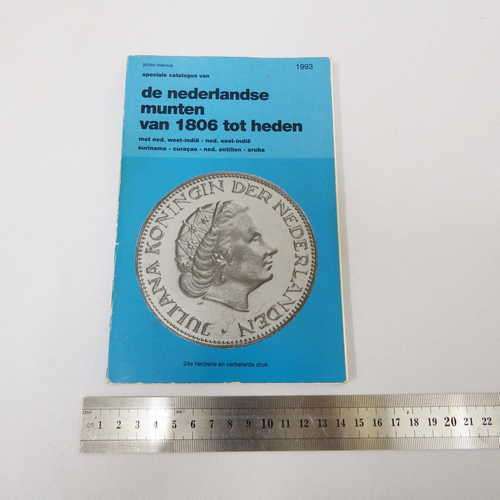 1993
speciale catalogus van
de nederlandse
munten
van 1806 tot heden
met ned. west-indië - ned. oost-indië
suriname - curaçao - ned. antillen - aruba
JULIANA KONINGIN DER NEDERLANDEN
24e herziene en verbeterde druk
1 2 3 4 5 6 7 8 9 10 11 12 13 14 15 16 17 18 19 20 21 22